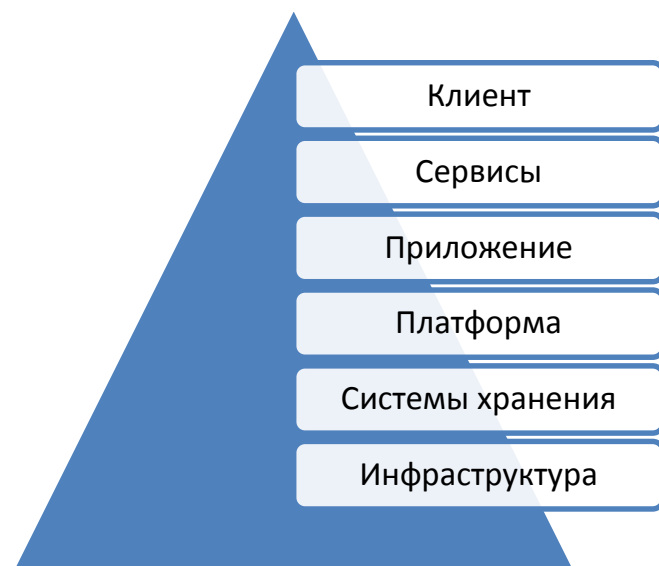 Клиент
Сервисы
Приложение
Платформа
Системы хранения
Инфраструктура